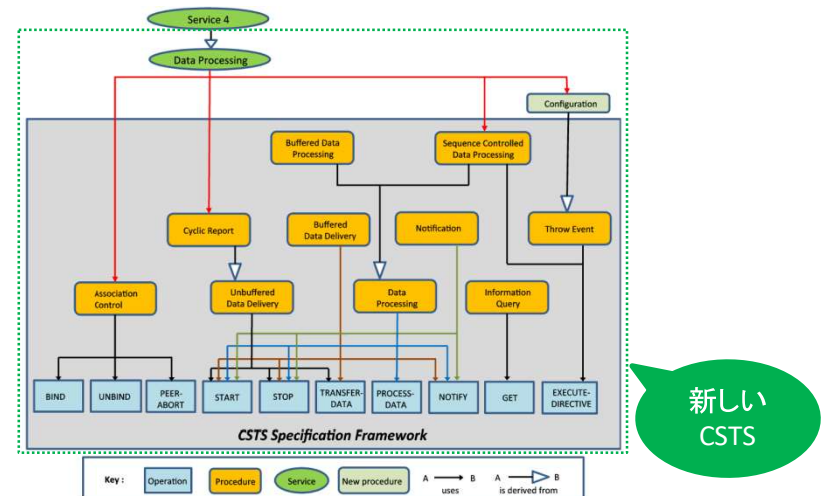 Service 4
Data Processing
Configuration
Buffered Data
Processing
Sequence Controlled
Data Processing
Cyclic Report
Buffered
Data Delivery
Notification
Throw Event
Association
Control
Unbuffered
Data Delivery
Data
Processing
Information
Query
BIND
UNBIND
PEER-
ABORT
START
STOP
TRANSFER-
DATA
PROCESS-
DATA
NOTIFY
GET
EXECUTE-
DIRECTIVE
新しい
CSTS
CSTS Specification Framework
Key :
Operation
Procedure
Service
New procedure
A
B
uses
A
B
is derived from